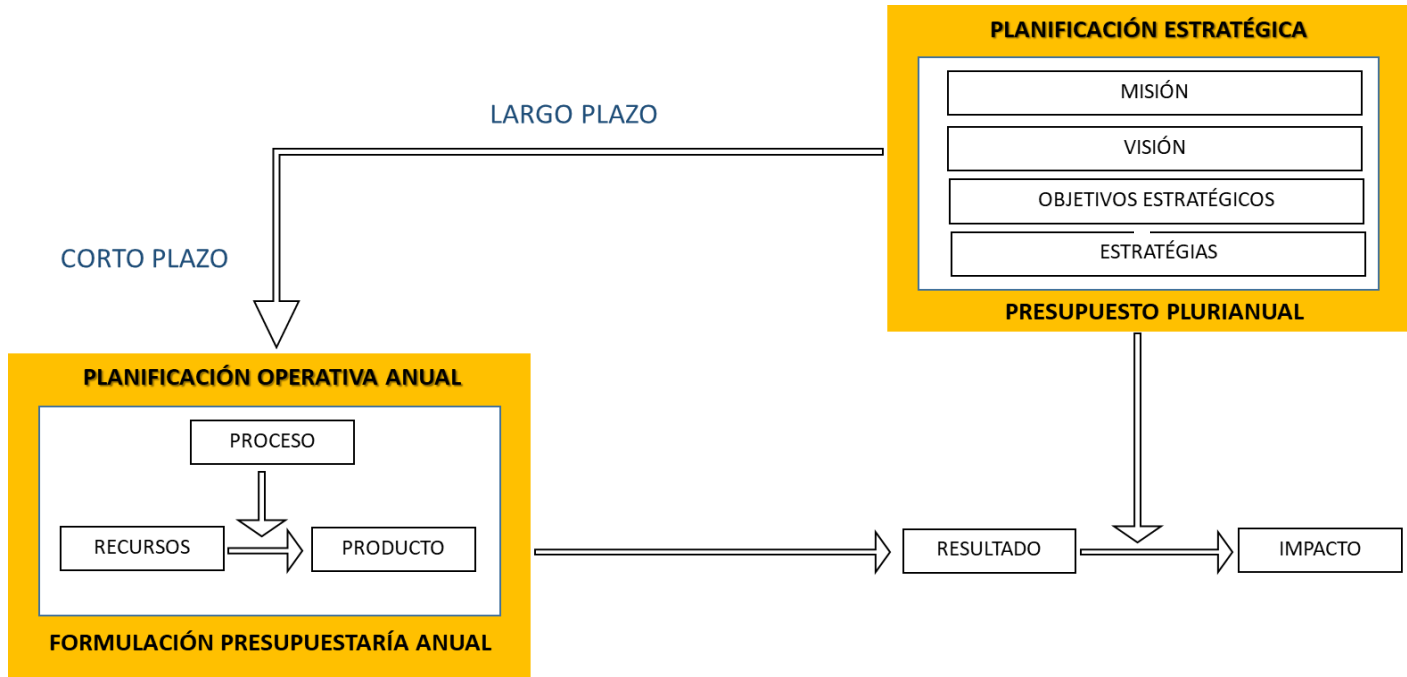 PLANIFICACIÓN ESTRATÉGICA
MISIÓN
VISIÓN
OBJETIVOS ESTRATÉGICOS
ESTRATÉGIAS
PRESUPUESTO PLURIANUAL
LARGO PLAZO
CORTO PLAZO
PLANIFICACIÓN OPERATIVA ANUAL
PROCESO
RECURSOS
PRODUCTO
FORMULACIÓN PRESUPUESTARÍA ANUAL
RESULTADO
IMPACTO